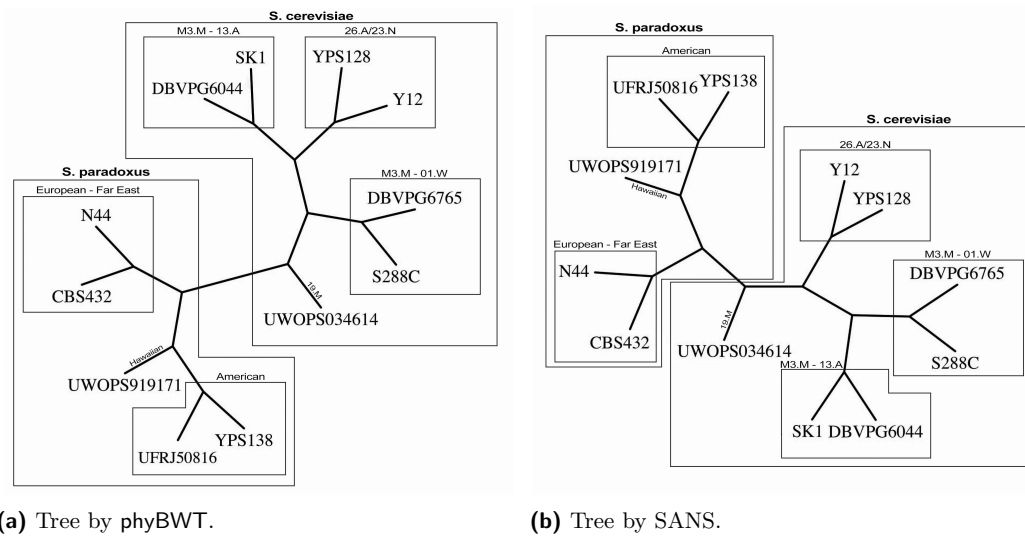 S. cerevisiae
M3.M - 13.A
26.A/23.N
SK1
YPS128
DBVPG6044
Y12
S. paradoxus
European - Far East
M3.M - 01.W
N44
DBVPG6765
CBS432
S288C
19.M
UWOPS034614
Hawaiian
UWOPS919171
American
YPS138
UFRJ50816
(a) Tree by phyBWT.
S. paradoxus
American
UFRJ50816
YPS138
S. cerevisiae
26.A/23.N
UWOPS919171
Hawaiian
Y12
YPS128
European - Far East
M3.M - 01.W
N44
DBVPG6765
CBS432
19.M
UWOPS034614
S288C
M3.M - 13.A
SK1
DBVPG6044
(b) Tree by SANS.